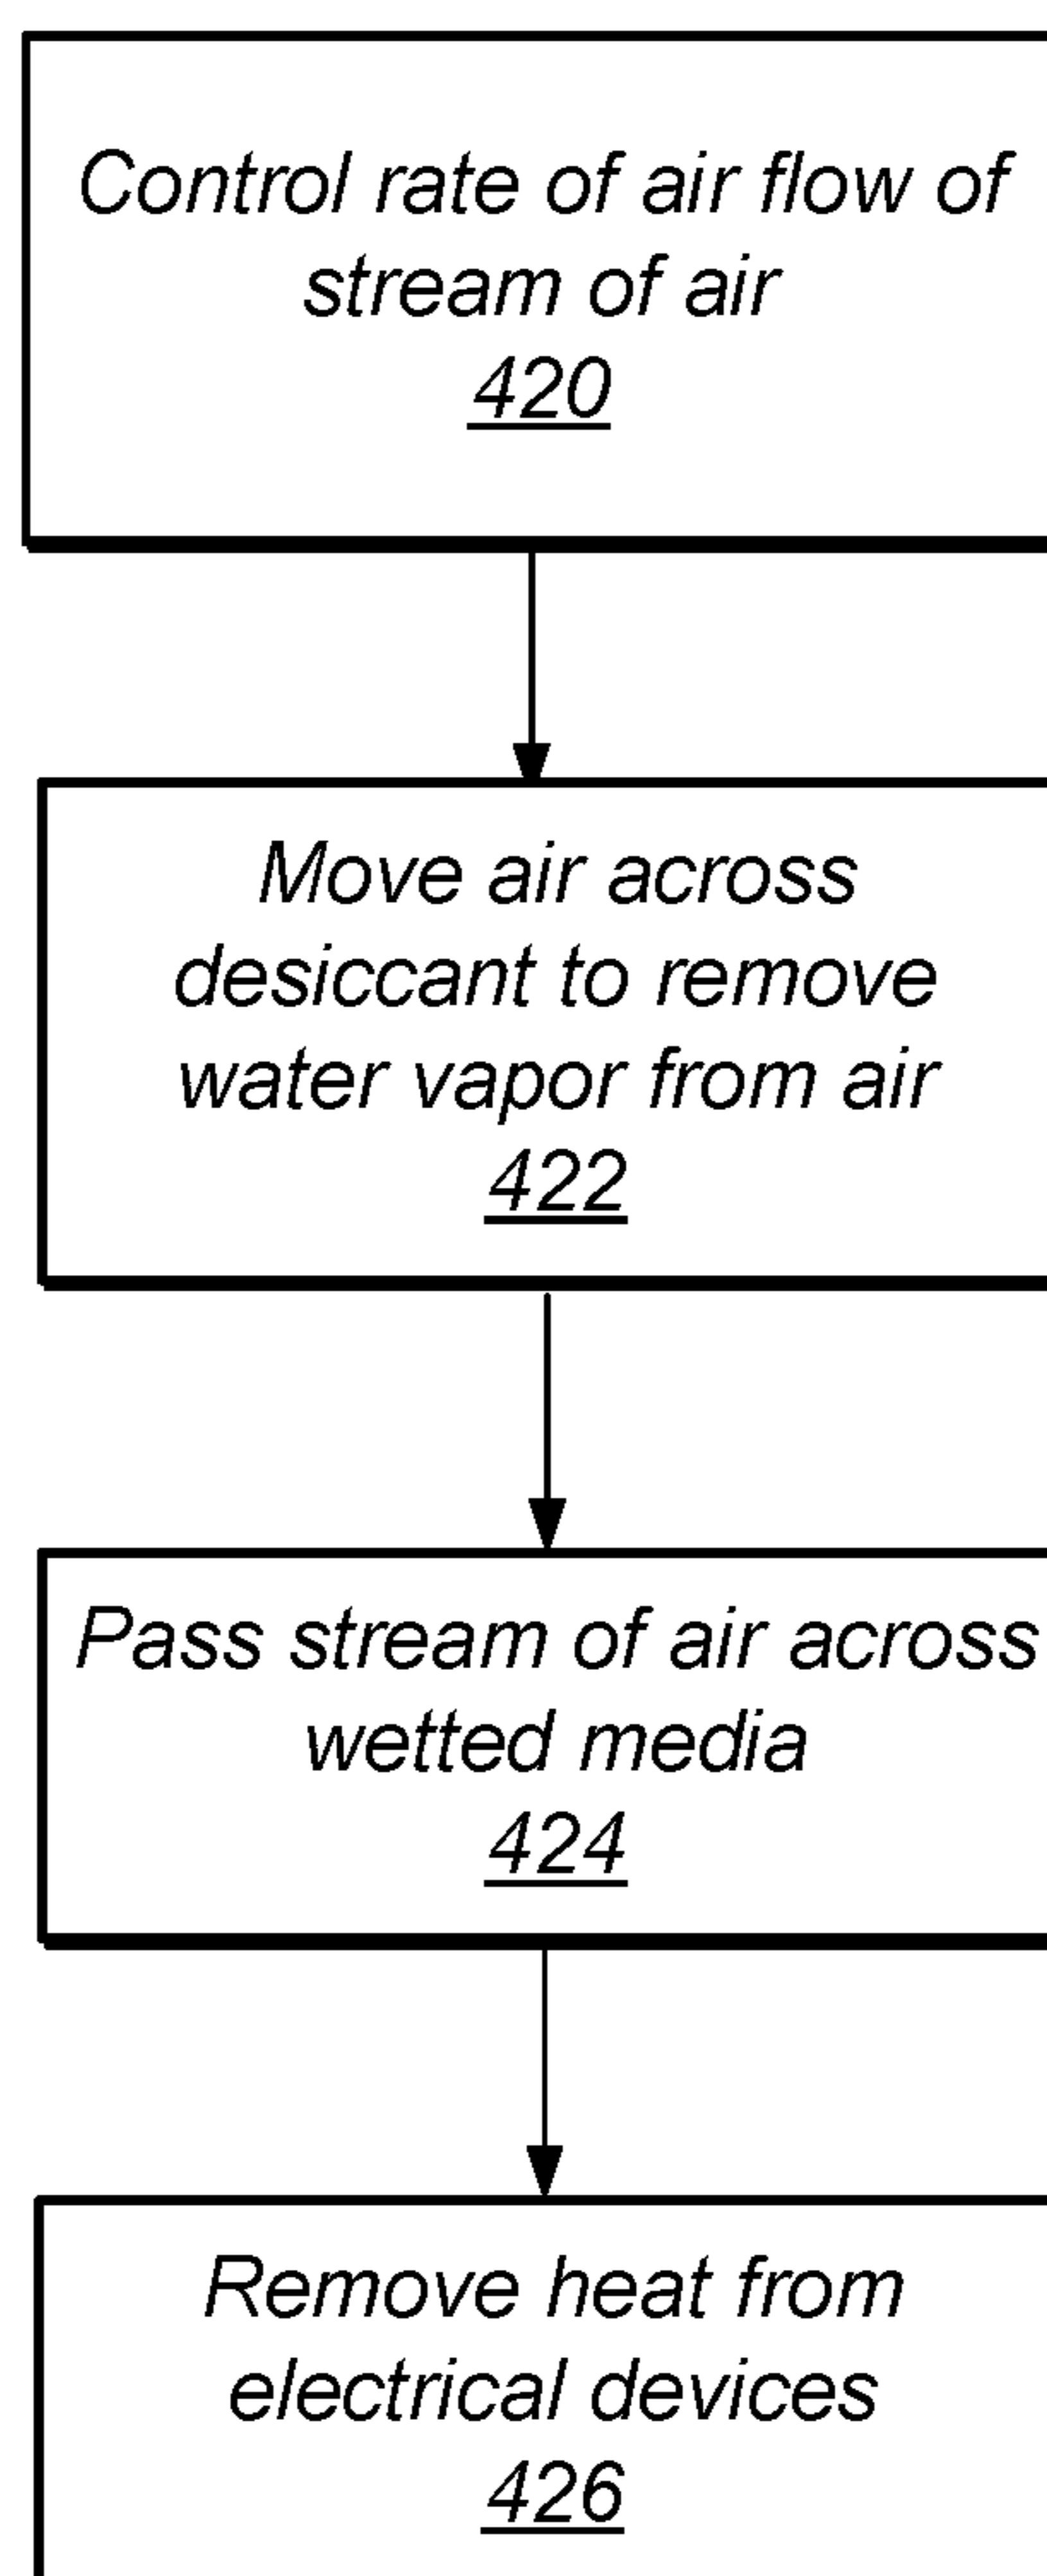 Control rate of air flow of
stream of air
420
Move air across
desiccant to remove
water vapor from air
422
Pass stream of air across
wetted media
424
Remove heat from
electrical devices
426